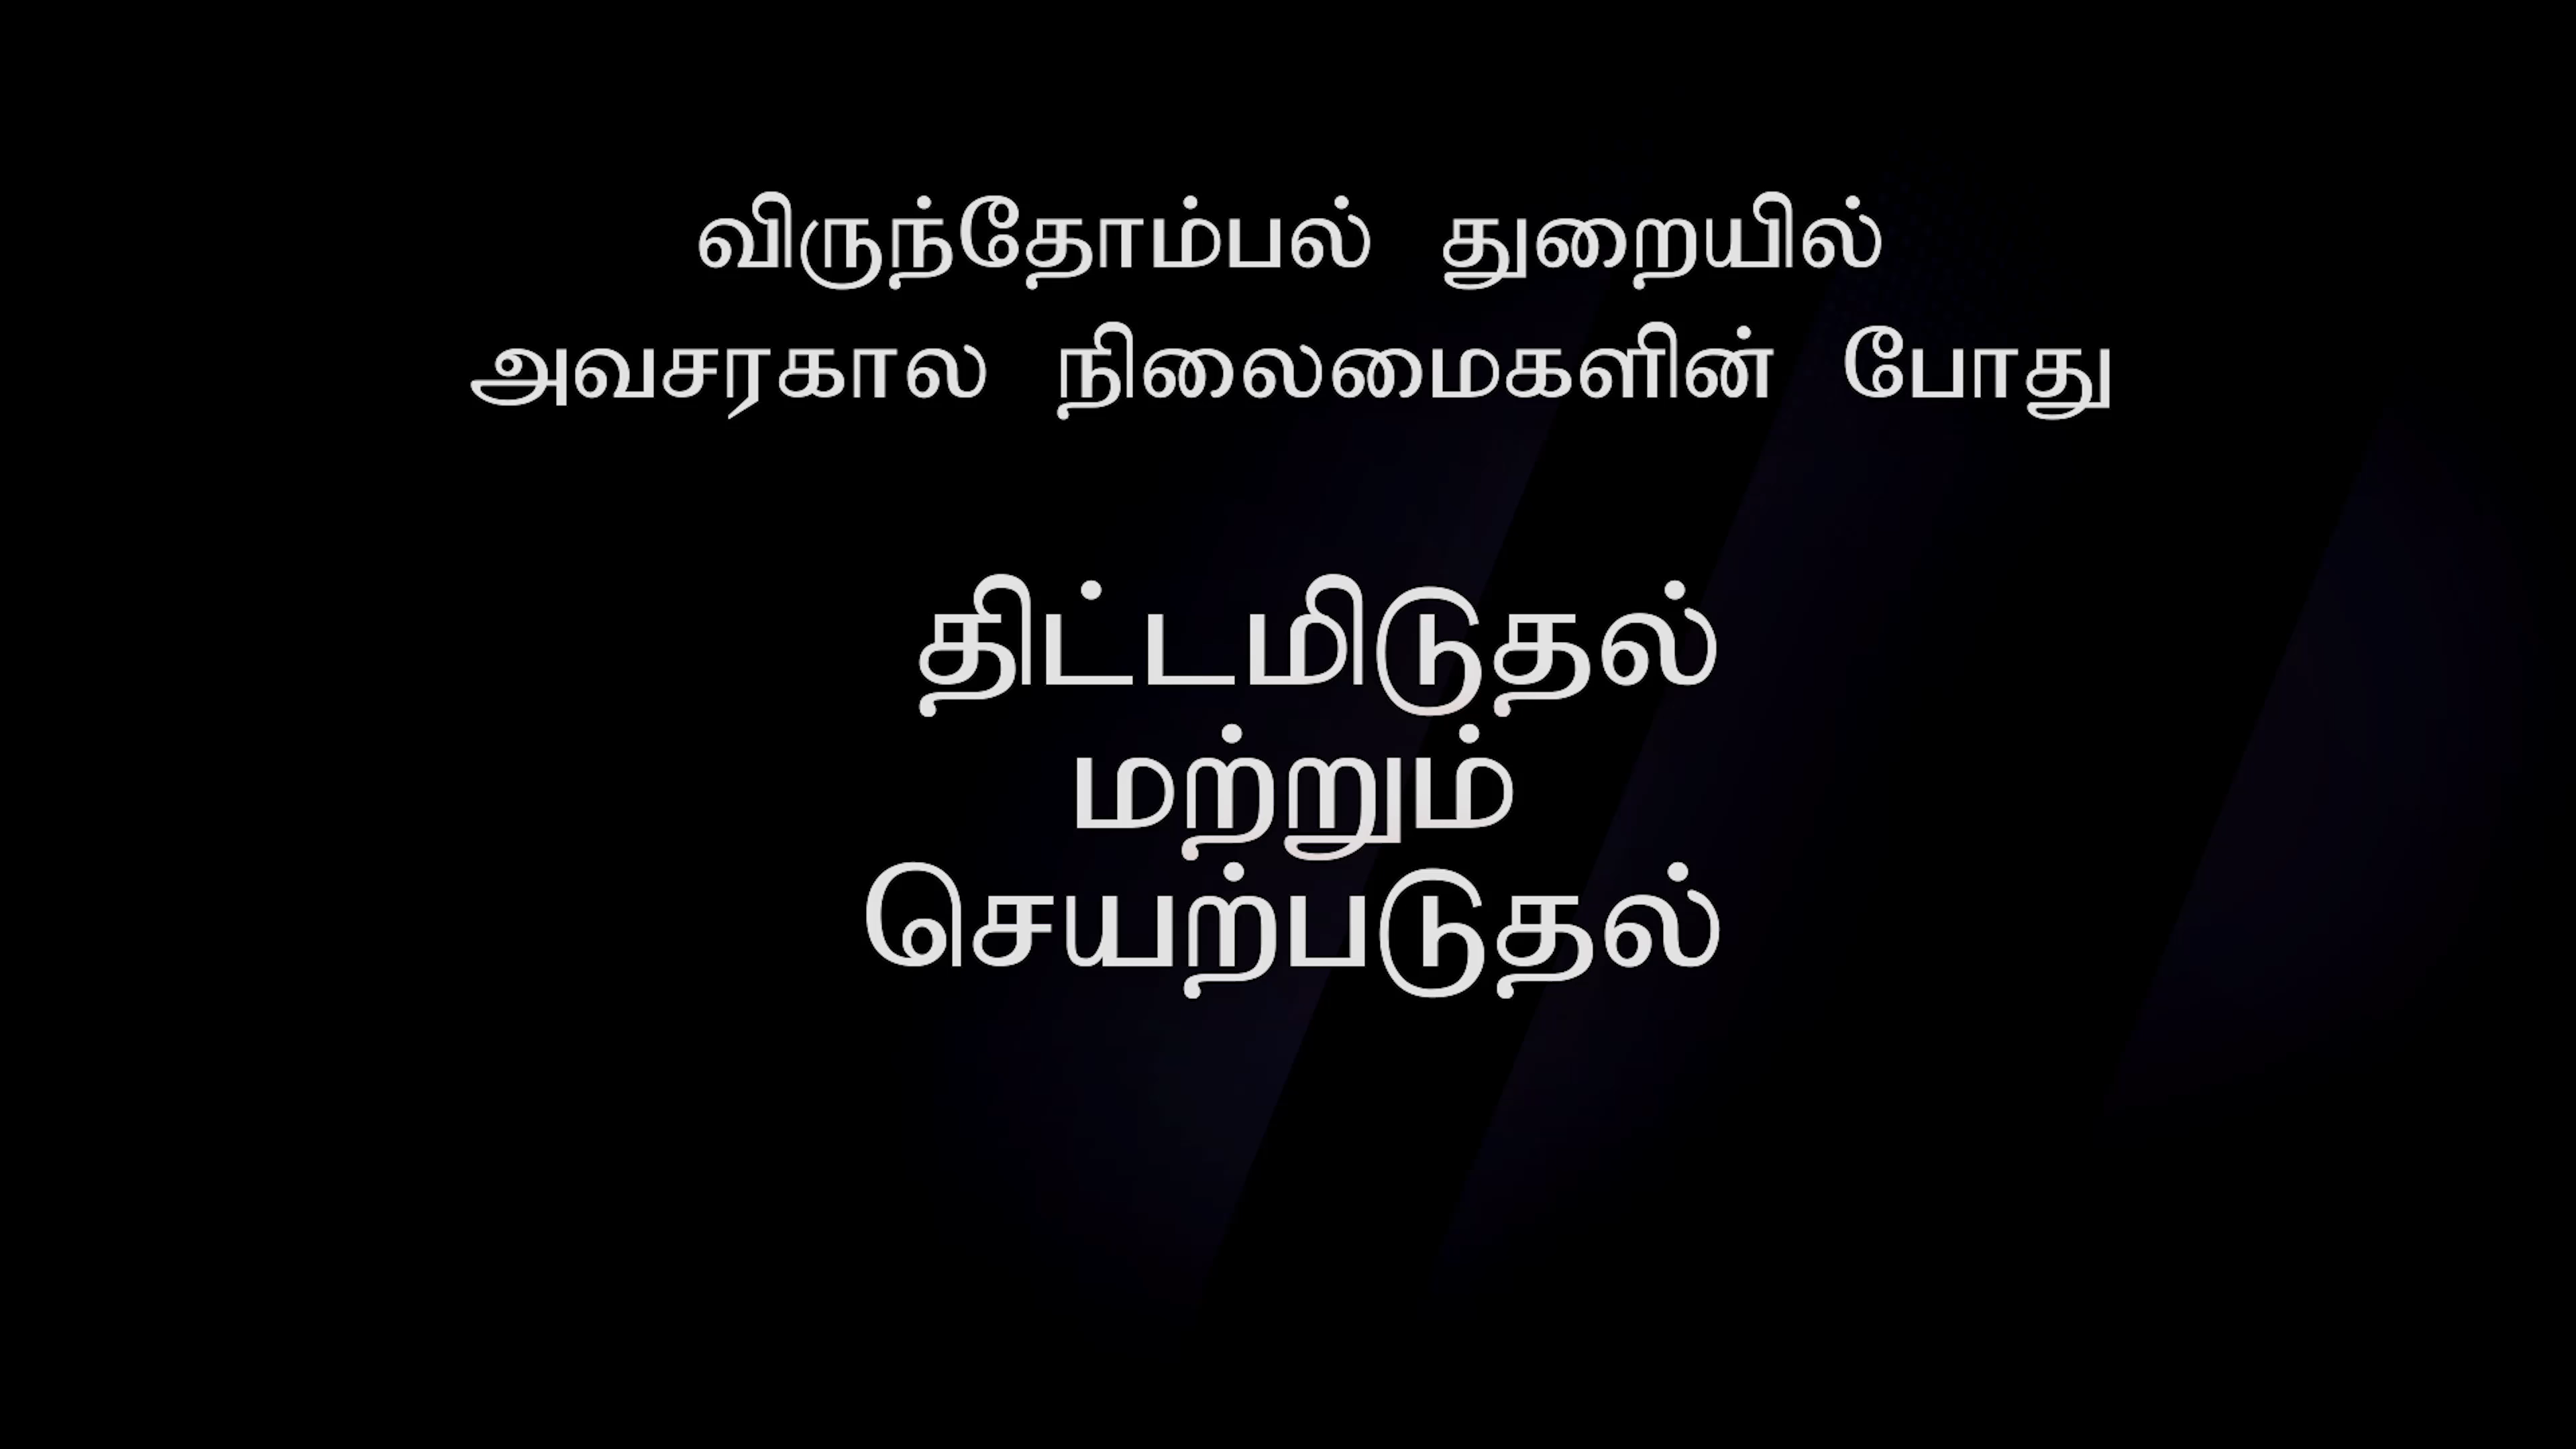 விருந்தோம்பல் துறையில்
அவசரகால நிலைமைகளின் போது
திட்டமிடுதல்
மற்றும்
செயற்படுதல்